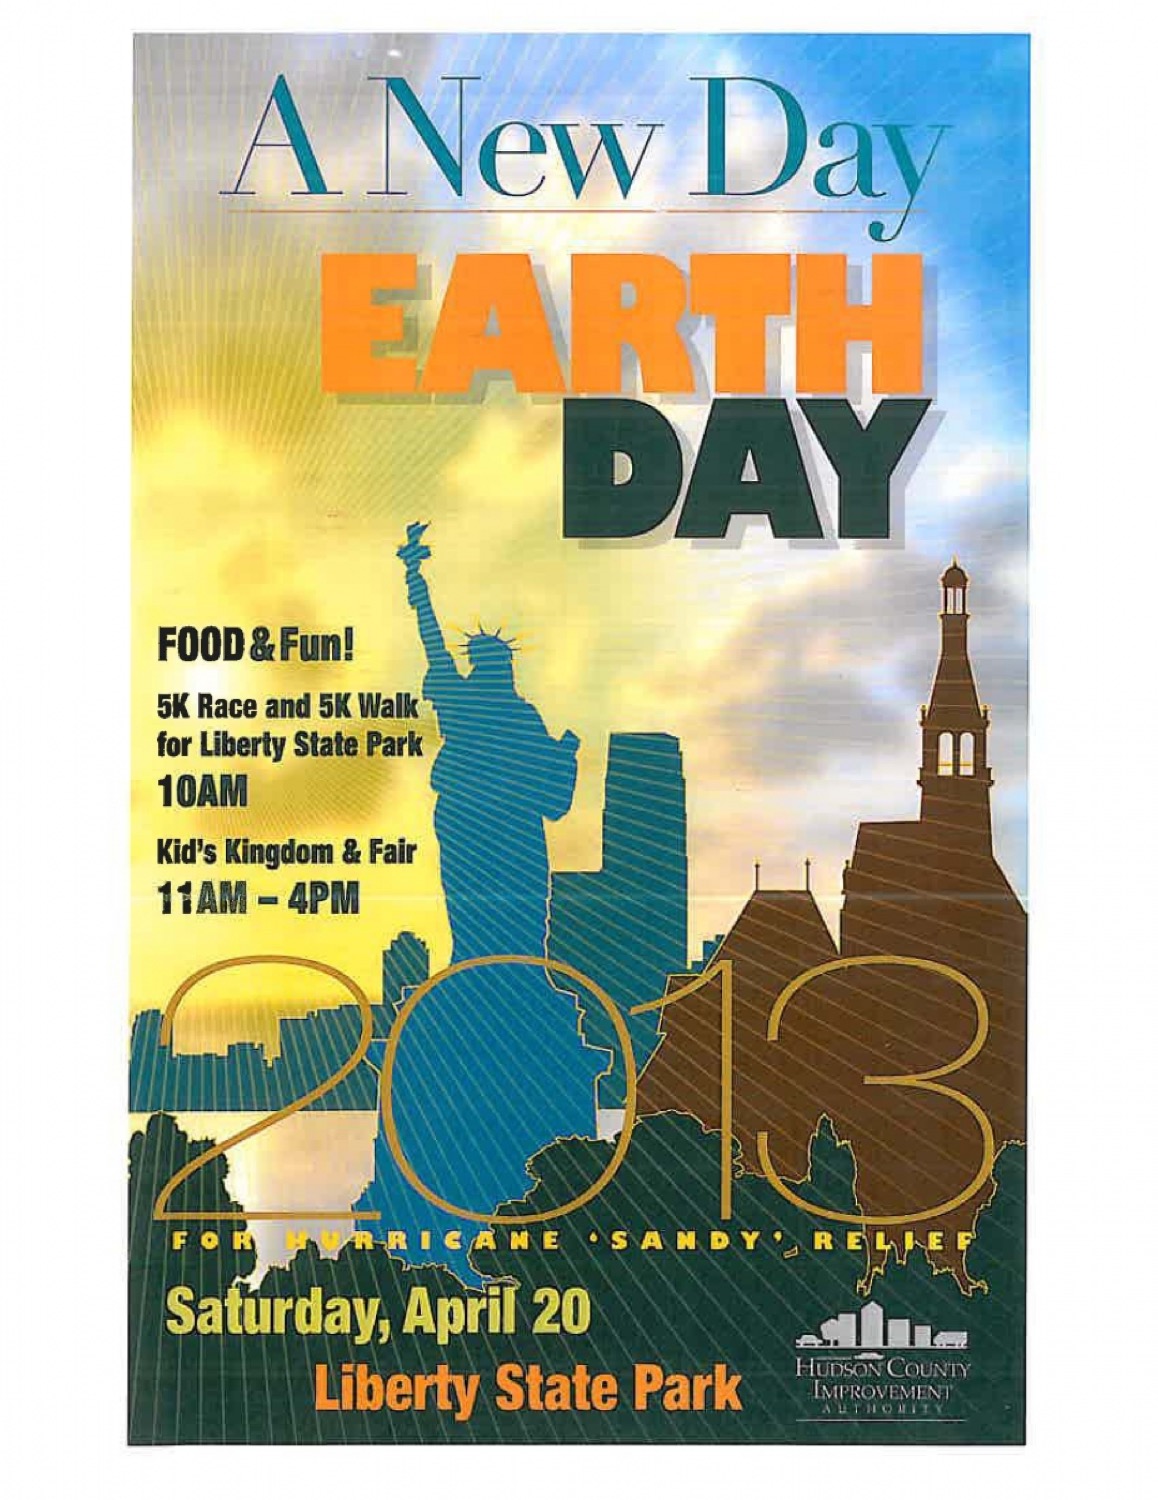 A New Day
EARTH
DAY
FOOD & Fun!
5K Race and 5K Walk
for Liberty State Park
10AM
Kid's Kingdom & Fair
11AM – 4PM
2013
FOR HURRICANE 'SANDY' RELIEF
Saturday, April 20
Liberty State Park
HUDSON COUNTY
IMPROVEMENT
AUTHORITY